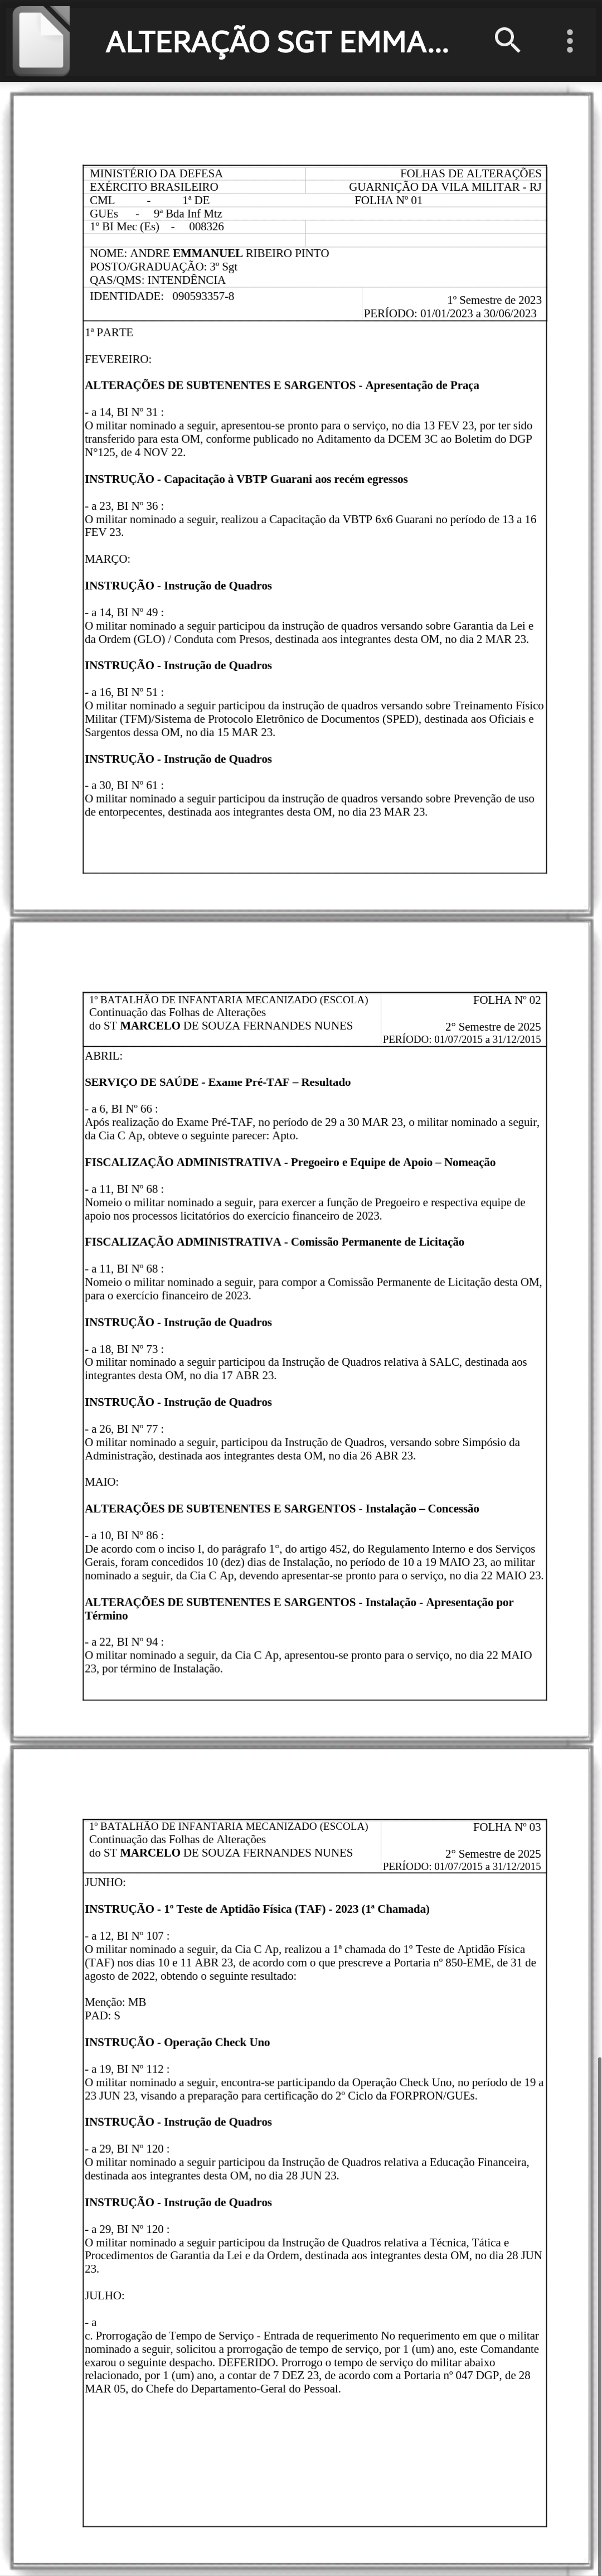 ALTERAÇÃO SGT EMMA...
MINISTÉRIO DA DEFESA
FOLHAS DE ALTERAÇÕES
EXÉRCITO BRASILEIRO
GUARNIÇÃO DA VILA MILITAR - RJ
CML - 1ª DE
FOLHA Nº 01
GUEs - 9ª Bda Inf Mtz
1º BI Mec (Es) - 008326
NOME: ANDRE EMMANUEL RIBEIRO PINTO
POSTO/GRADUAÇÃO: 3º Sgt
QAS/QMS: INTENDÊNCIA
IDENTIDADE: 090593357-8
1º Semestre de 2023
PERÍODO: 01/01/2023 a 30/06/2023
1ª PARTE
FEVEREIRO:
ALTERAÇÕES DE SUBTENENTES E SARGENTOS - Apresentação de Praça
- a 14, BI Nº 31 :
O militar nominado a seguir, apresentou-se pronto para o serviço, no dia 13 FEV 23, por ter sido
transferido para esta OM, conforme publicado no Aditamento da DCEM 3C ao Boletim do DGP
N°125, de 4 NOV 22.
INSTRUÇÃO - Capacitação à VBTP Guarani aos recém egressos
- a 23, BI Nº 36 :
O militar nominado a seguir, realizou a Capacitação da VBTP 6x6 Guarani no período de 13 a 16
FEV 23.
MARÇO:
INSTRUÇÃO - Instrução de Quadros
- a 14, BI Nº 49 :
O militar nominado a seguir participou da instrução de quadros versando sobre Garantia da Lei e
da Ordem (GLO) / Conduta com Presos, destinada aos integrantes desta OM, no dia 2 MAR 23.
INSTRUÇÃO - Instrução de Quadros
- a 16, BI Nº 51 :
O militar nominado a seguir participou da instrução de quadros versando sobre Treinamento Físico
Militar (TFM)/Sistema de Protocolo Eletrônico de Documentos (SPED), destinada aos Oficiais e
Sargentos dessa OM, no dia 15 MAR 23.
INSTRUÇÃO - Instrução de Quadros
- a 30, BI Nº 61 :
O militar nominado a seguir participou da instrução de quadros versando sobre Prevenção de uso
de entorpecentes, destinada aos integrantes desta OM, no dia 23 MAR 23.
1º BATALHÃO DE INFANTARIA MECANIZADO (ESCOLA)
FOLHA Nº 02
Continuação das Folhas de Alterações
do ST MARCELO DE SOUZA FERNANDES NUNES
2° Semestre de 2025
PERÍODO: 01/07/2015 a 31/12/2015
ABRIL:
SERVIÇO DE SAÚDE - Exame Pré-TAF – Resultado
- a 6, BI Nº 66 :
Após realização do Exame Pré-TAF, no período de 29 a 30 MAR 23, o militar nominado a seguir,
da Cia C Ap, obteve o seguinte parecer: Apto.
FISCALIZAÇÃO ADMINISTRATIVA - Pregoeiro e Equipe de Apoio – Nomeação
- a 11, BI Nº 68 :
Nomeio o militar nominado a seguir, para exercer a função de Pregoeiro e respectiva equipe de
apoio nos processos licitatórios do exercício financeiro de 2023.
FISCALIZAÇÃO ADMINISTRATIVA - Comissão Permanente de Licitação
- a 11, BI Nº 68 :
Nomeio o militar nominado a seguir, para compor a Comissão Permanente de Licitação desta OM,
para o exercício financeiro de 2023.
INSTRUÇÃO - Instrução de Quadros
- a 18, BI Nº 73 :
O militar nominado a seguir participou da Instrução de Quadros relativa à SALC, destinada aos
integrantes desta OM, no dia 17 ABR 23.
INSTRUÇÃO - Instrução de Quadros
- a 26, BI Nº 77 :
O militar nominado a seguir, participou da Instrução de Quadros, versando sobre Simpósio da
Administração, destinada aos integrantes desta OM, no dia 26 ABR 23.
MAIO:
ALTERAÇÕES DE SUBTENENTES E SARGENTOS - Instalação – Concessão
- a 10, BI Nº 86 :
De acordo com o inciso I, do parágrafo 1°, do artigo 452, do Regulamento Interno e dos Serviços
Gerais, foram concedidos 10 (dez) dias de Instalação, no período de 10 a 19 MAIO 23, ao militar
nominado a seguir, da Cia C Ap, devendo apresentar-se pronto para o serviço, no dia 22 MAIO 23.
ALTERAÇÕES DE SUBTENENTES E SARGENTOS - Instalação - Apresentação por
Término
- a 22, BI Nº 94 :
O militar nominado a seguir, da Cia C Ap, apresentou-se pronto para o serviço, no dia 22 MAIO
23, por término de Instalação.
1º BATALHÃO DE INFANTARIA MECANIZADO (ESCOLA)
FOLHA Nº 03
Continuação das Folhas de Alterações
do ST MARCELO DE SOUZA FERNANDES NUNES
2° Semestre de 2025
PERÍODO: 01/07/2015 a 31/12/2015
JUNHO:
INSTRUÇÃO - 1º Teste de Aptidão Física (TAF) - 2023 (1ª Chamada)
- a 12, BI Nº 107 :
O militar nominado a seguir, da Cia C Ap, realizou a 1ª chamada do 1º Teste de Aptidão Física
(TAF) nos dias 10 e 11 ABR 23, de acordo com o que prescreve a Portaria nº 850-EME, de 31 de
agosto de 2022, obtendo o seguinte resultado:
Menção: MB
PAD: S
INSTRUÇÃO - Operação Check Uno
- a 19, BI Nº 112 :
O militar nominado a seguir, encontra-se participando da Operação Check Uno, no período de 19 a
23 JUN 23, visando a preparação para certificação do 2º Ciclo da FORPRON/GUEs.
INSTRUÇÃO - Instrução de Quadros
- a 29, BI Nº 120 :
O militar nominado a seguir participou da Instrução de Quadros relativa a Educação Financeira,
destinada aos integrantes desta OM, no dia 28 JUN 23.
INSTRUÇÃO - Instrução de Quadros
- a 29, BI Nº 120 :
O militar nominado a seguir participou da Instrução de Quadros relativa a Técnica, Tática e
Procedimentos de Garantia da Lei e da Ordem, destinada aos integrantes desta OM, no dia 28 JUN
23.
JULHO:
- a
c. Prorrogação de Tempo de Serviço - Entrada de requerimento No requerimento em que o militar
nominado a seguir, solicitou a prorrogação de tempo de serviço, por 1 (um) ano, este Comandante
exarou o seguinte despacho. DEFERIDO. Prorrogo o tempo de serviço do militar abaixo
relacionado, por 1 (um) ano, a contar de 7 DEZ 23, de acordo com a Portaria nº 047 DGP, de 28
MAR 05, do Chefe do Departamento-Geral do Pessoal.